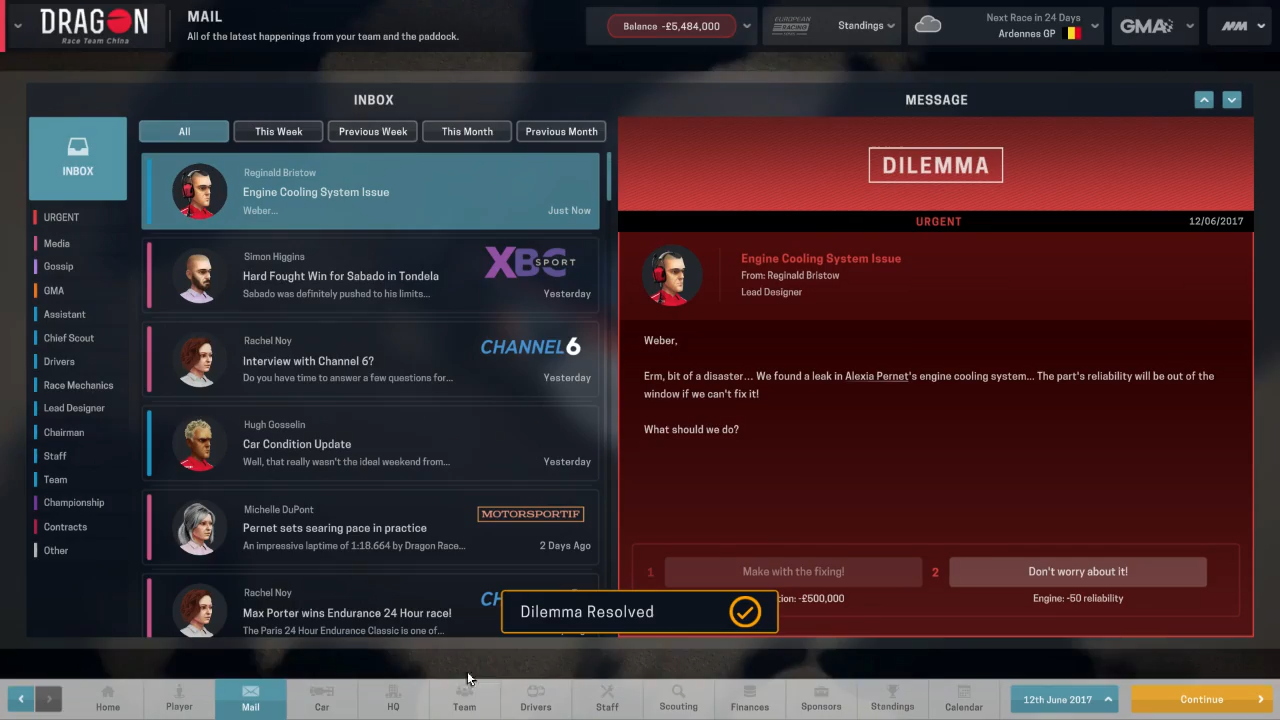 DRAGON
Race Team China
MAIL
All of the latest happenings from your team and the paddock.
Balance -£5,484,000
EUROPEAN
RACING
Standings
Next Race in 24 Days
Ardennes GP
GMA
INBOX
MESSAGE
INBOX
All
This Week
Previous Week
This Month
Previous Month
URGENT
Media
Gossip
GMA
Assistant
Chief Scout
Drivers
Race Mechanics
Lead Designer
Chairman
Staff
Team
Championship
Contracts
Other
Reginald Bristow
Engine Cooling System Issue
Weber...
Just Now
Simon Higgins
Hard Fought Win for Sabado in Tondela
Sabado was definitely pushed to his limits...
XBC SPORT
Yesterday
Rachel Noy
Interview with Channel 6?
Do you have time to answer a few questions for...
CHANNEL6
Yesterday
Hugh Gosselin
Car Condition Update
Well, that really wasn't the ideal weekend from...
Yesterday
Michelle DuPont
Pernet sets searing pace in practice
An impressive laptime of 1:18.664 by Dragon Race...
MOTORSPORTIF
2 Days Ago
Rachel Noy
Max Porter wins Endurance 24 Hour race!
The Paris 24 Hour Endurance Classic is one of...
DILEMMA
URGENT
12/06/2017
Engine Cooling System Issue
From: Reginald Bristow
Lead Designer
Weber,
Erm, bit of a disaster... We found a leak in Alexia Pernet's engine cooling system... The part's reliability will be out of the
window if we can't fix it!
What should we do?
1
Make with the fixing!
2
Don't worry about it!
tion: -£500,000
Engine: -50 reliability
Dilemma Resolved
Home
Player
Mail
Car
HQ
Team
Drivers
Staff
Scouting
Finances
Sponsors
Standings
Calendar
12th June 2017
Continue